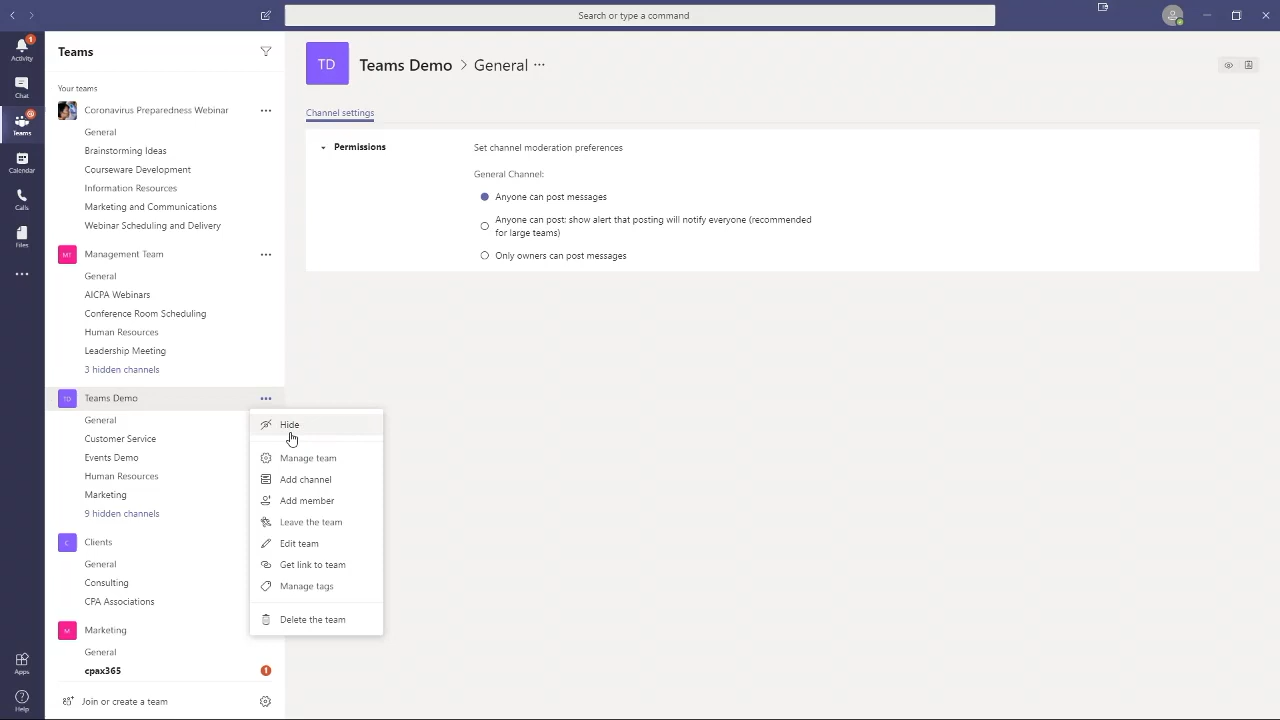 Search or type a command
Activity
Chat
Teams
Calendar
Calls
Files
Apps
Help
1
Teams
Your teams
Coronavirus Preparedness Webinar
General
Brainstorming Ideas
Courseware Development
Information Resources
Marketing and Communications
Webinar Scheduling and Delivery
MT Management Team
General
AICPA Webinars
Conference Room Scheduling
Human Resources
Leadership Meeting
3 hidden channels
TD Teams Demo
General
Customer Service
Events Demo
Human Resources
Marketing
9 hidden channels
C Clients
General
Consulting
CPA Associations
M Marketing
General
cpax365 1
Join or create a team
Hide
Manage team
Add channel
Add member
Leave the team
Edit team
Get link to team
Manage tags
Delete the team
TD Teams Demo > General ···
Channel settings
Permissions
Set channel moderation preferences
General Channel:
Anyone can post messages
Anyone can post; show alert that posting will notify everyone (recommended
for large teams)
Only owners can post messages